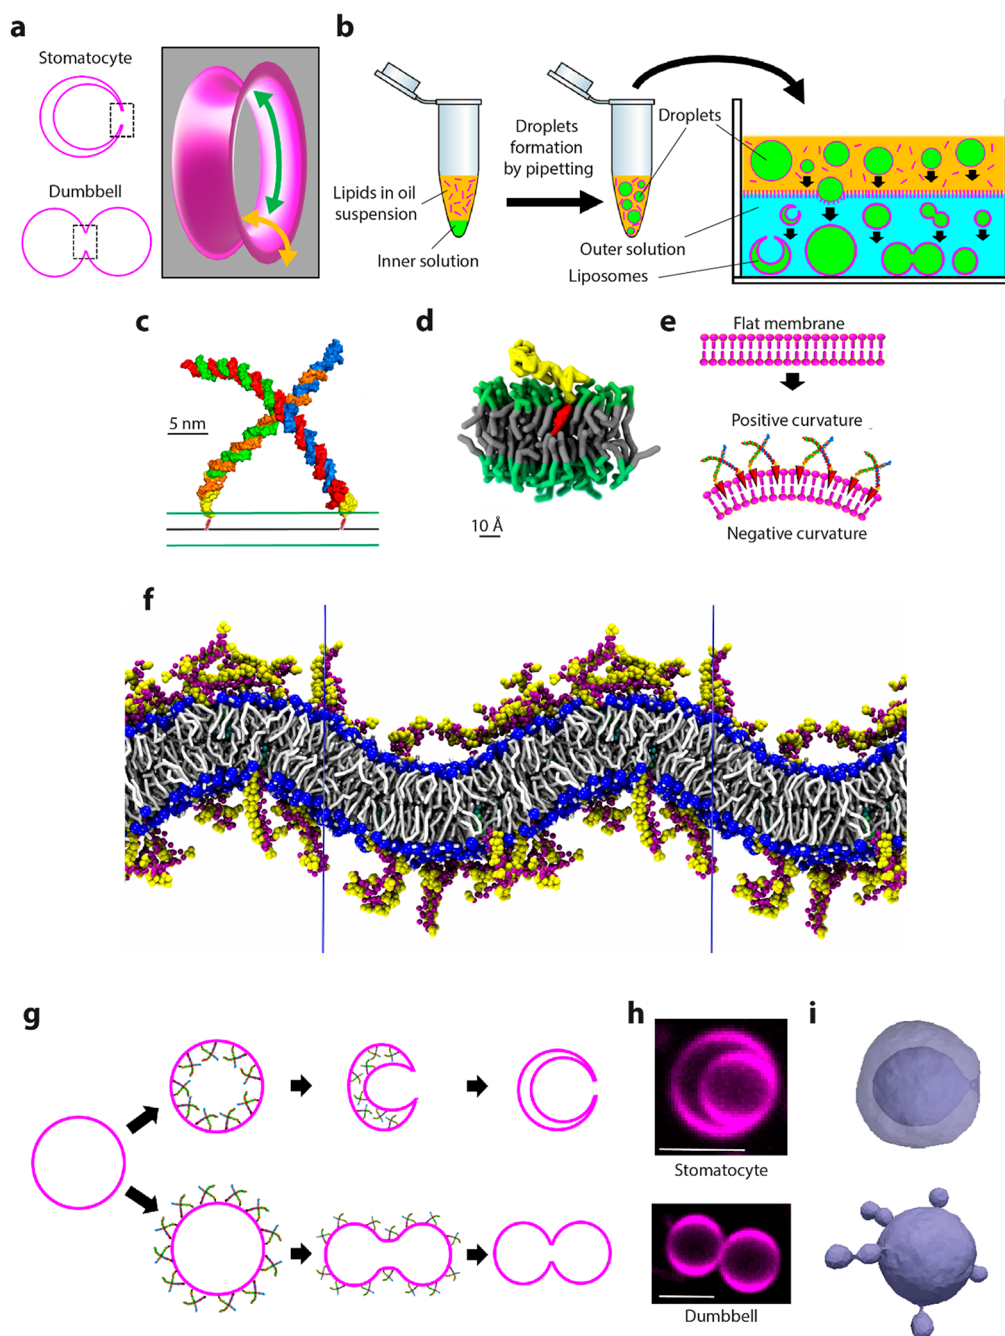 a
Stomatocyte
Dumbbell
b
Droplets
formation
by pipetting
Droplets
Lipids in oil
suspension
Inner solution
Outer solution
Liposomes
c
5 nm
d
10 Å
e
Flat membrane
Positive curvature
Negative curvature
f
g
h
Stomatocyte
Dumbbell
i